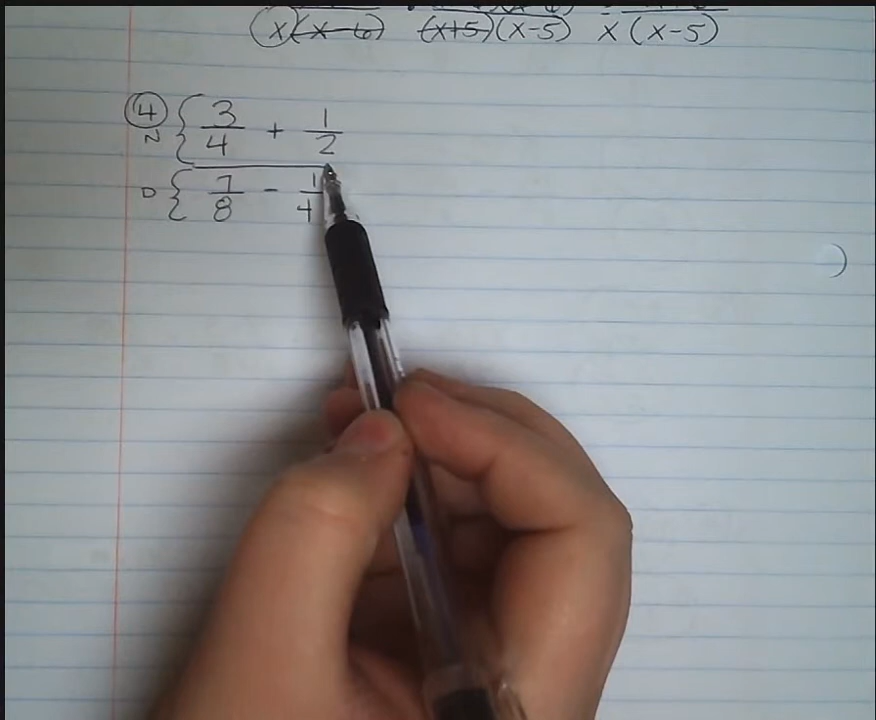 x(x-6) (x+5)(x-5) x(x-5)
④ 3/4 + 1/2
N
D 7/8 - 1/4